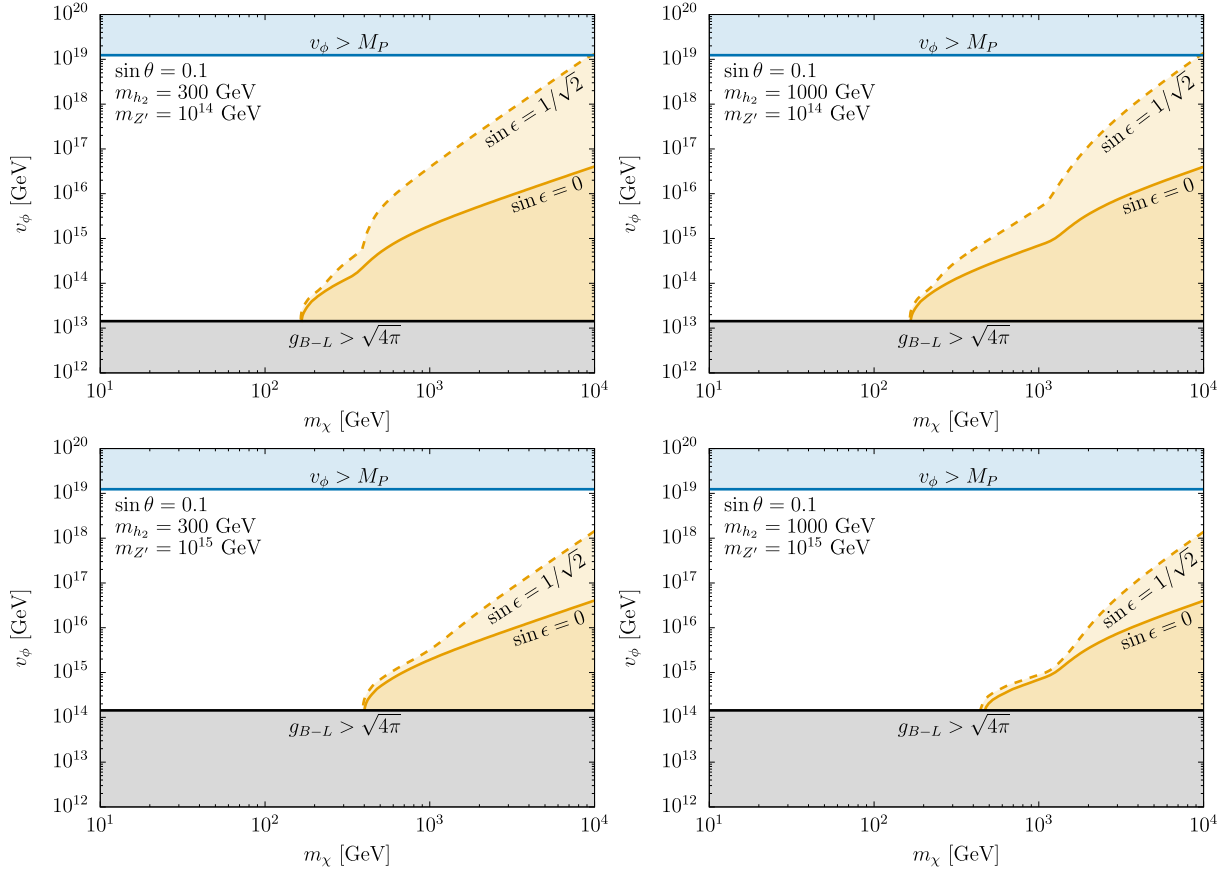 10^{20}
10^{19}
10^{18}
10^{17}
10^{16}
10^{15}
10^{14}
10^{13}
10^{12}
v_ϕ [GeV]
v_ϕ > M_P
sin θ = 0.1
m_{h_2} = 300 GeV
m_{Z′} = 10^{14} GeV
sin ϵ = 1/√2
sin ϵ = 0
g_{B−L} > √4π
10^1 10^2 10^3 10^4
m_χ [GeV]
10^{20}
10^{19}
10^{18}
10^{17}
10^{16}
10^{15}
10^{14}
10^{13}
10^{12}
v_ϕ [GeV]
v_ϕ > M_P
sin θ = 0.1
m_{h_2} = 1000 GeV
m_{Z′} = 10^{14} GeV
sin ϵ = 1/√2
sin ϵ = 0
g_{B−L} > √4π
10^1 10^2 10^3 10^4
m_χ [GeV]
10^{20}
10^{19}
10^{18}
10^{17}
10^{16}
10^{15}
10^{14}
10^{13}
10^{12}
v_ϕ [GeV]
v_ϕ > M_P
sin θ = 0.1
m_{h_2} = 300 GeV
m_{Z′} = 10^{15} GeV
sin ϵ = 1/√2
sin ϵ = 0
g_{B−L} > √4π
10^1 10^2 10^3 10^4
m_χ [GeV]
10^{20}
10^{19}
10^{18}
10^{17}
10^{16}
10^{15}
10^{14}
10^{13}
10^{12}
v_ϕ [GeV]
v_ϕ > M_P
sin θ = 0.1
m_{h_2} = 1000 GeV
m_{Z′} = 10^{15} GeV
sin ϵ = 1/√2
sin ϵ = 0
g_{B−L} > √4π
10^1 10^2 10^3 10^4
m_χ [GeV]